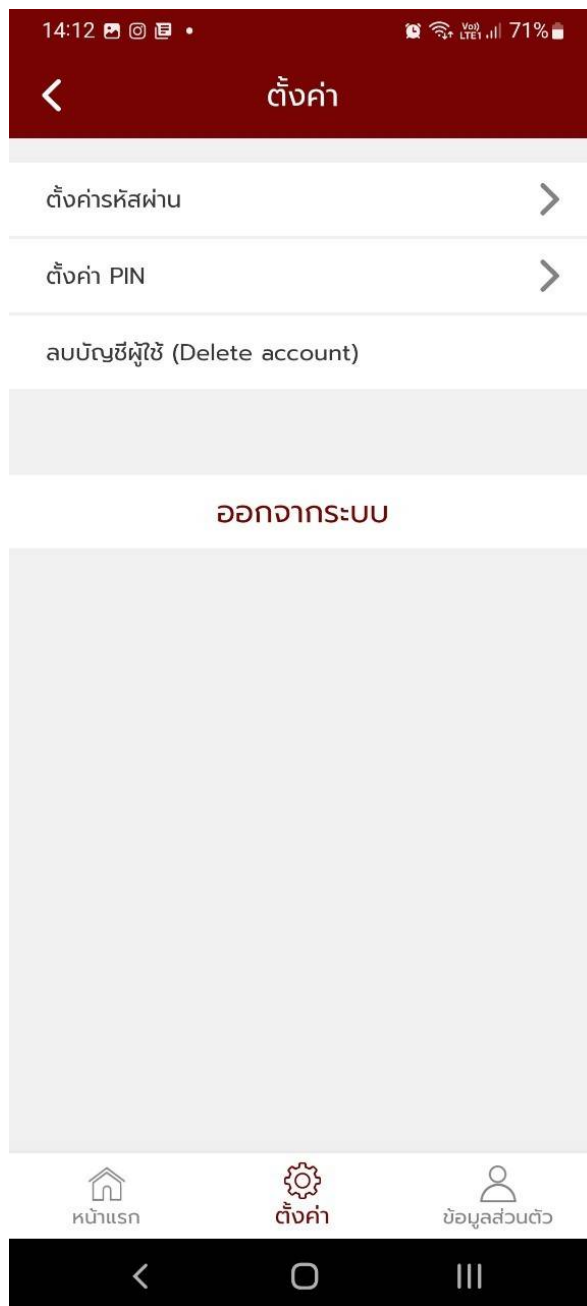 14:12
Vo)) LTE1 71%
ตั้งค่า
ตั้งค่ารหัสผ่าน
ตั้งค่า PIN
ลบบัญชีผู้ใช้ (Delete account)
ออกจากระบบ
หน้าแรก ตั้งค่า ข้อมูลส่วนตัว